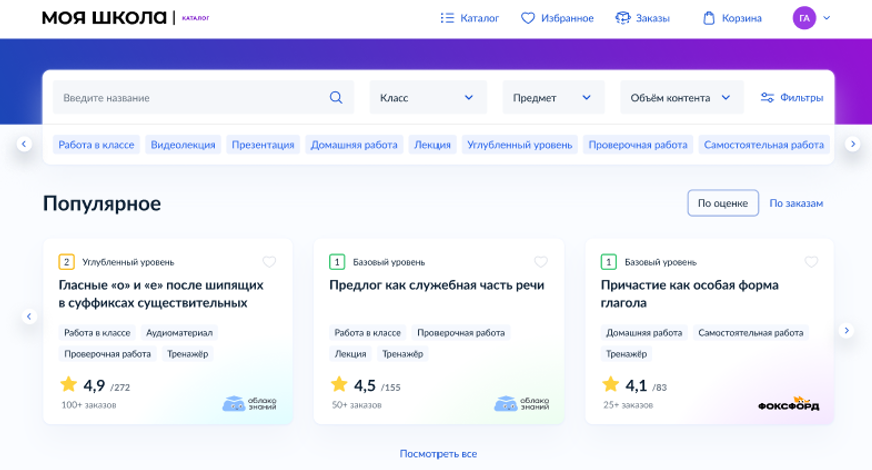 МОЯ ШКОЛА | КАТАЛОГ
Каталог Избранное Заказы Корзина ГА
Введите название Класс Предмет Объём контента Фильтры
Работа в классе Видеолекция Презентация Домашняя работа Лекция Углубленный уровень Проверочная работа Самостоятельная работа
Популярное
По оценке По заказам
2 Углубленный уровень
Гласные «о» и «е» после шипящих
в суффиксах существительных
Работа в классе Аудиоматериал
Проверочная работа Тренажёр
4,9 /272
100+ заказов
облако
знаний
1 Базовый уровень
Предлог как служебная часть речи
Работа в классе Проверочная работа
Лекция Тренажёр
4,5 /155
50+ заказов
облако
знаний
1 Базовый уровень
Причастие как особая форма
глагола
Домашняя работа Самостоятельная работа
Тренажёр
4,1 /83
25+ заказов
ФОКСФОРД
Посмотреть все